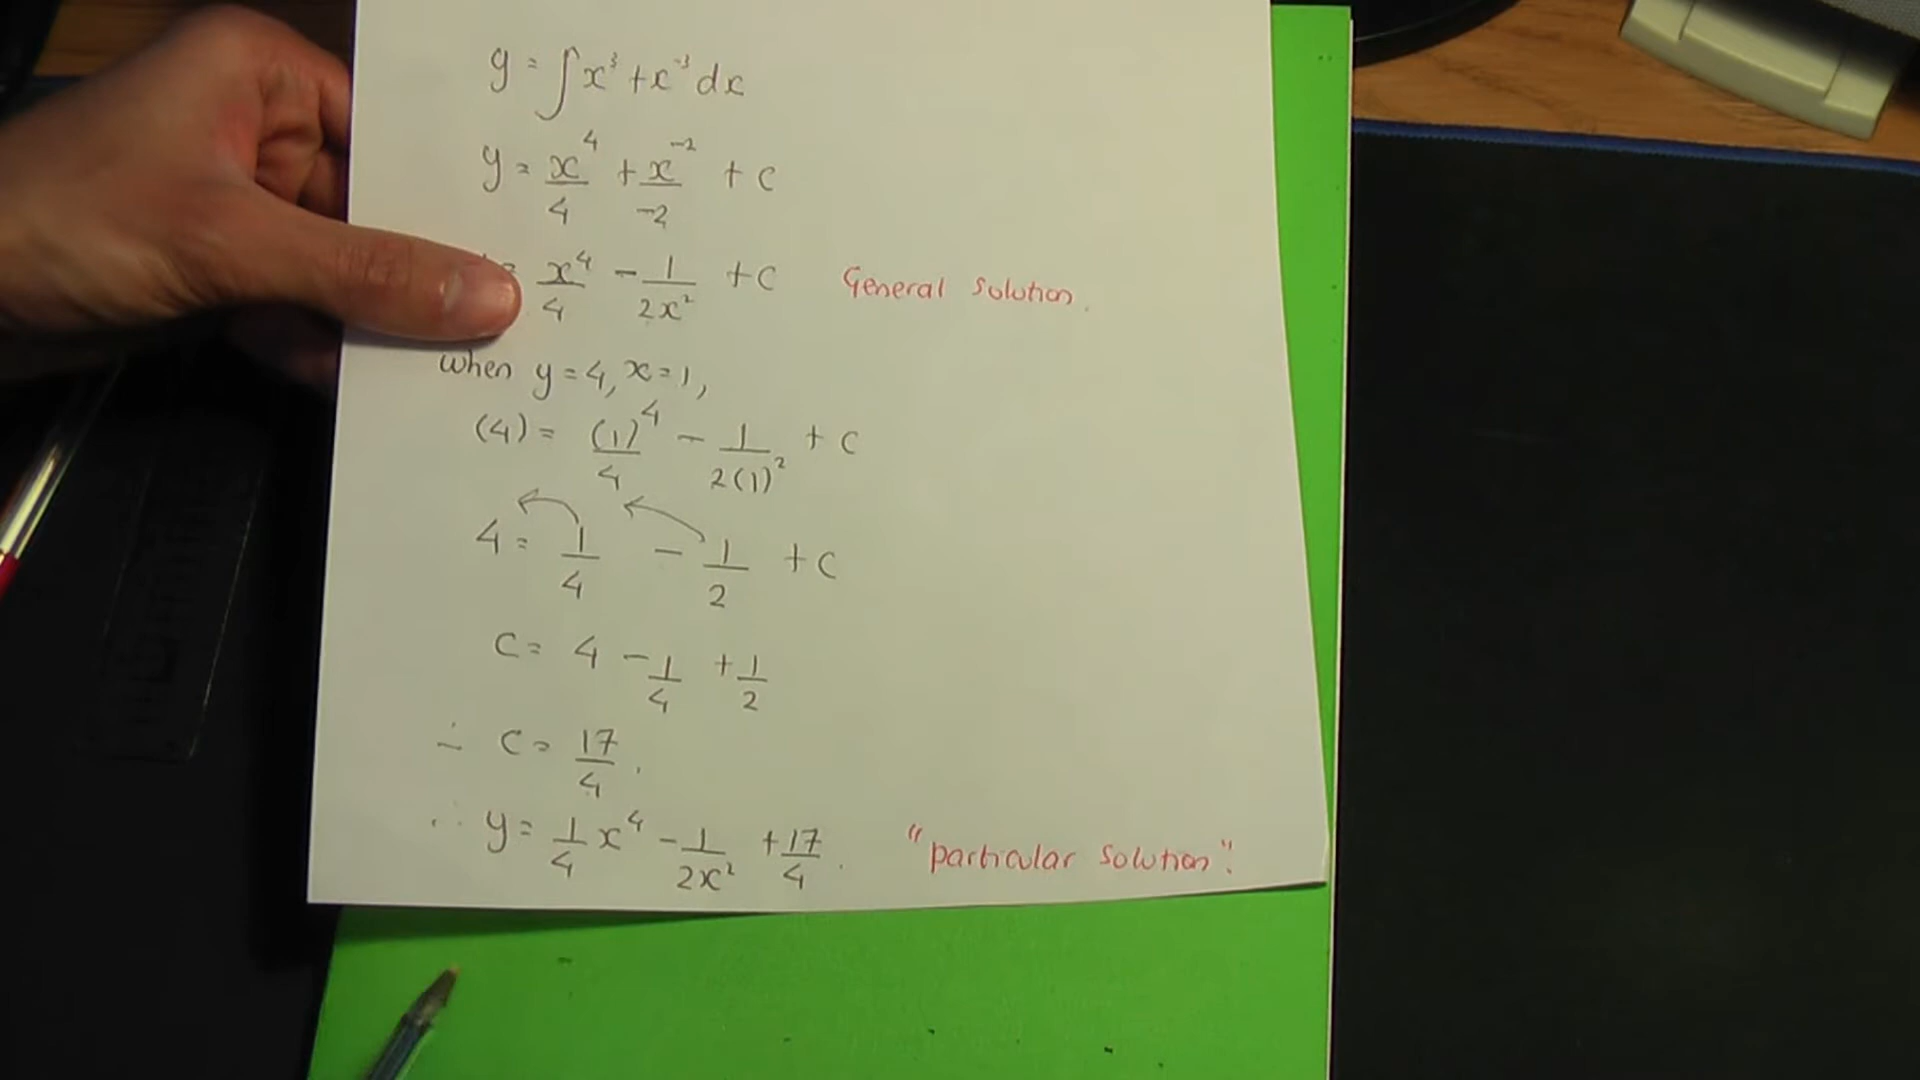 y = ∫ x³ + x⁻³ dx
y = x⁴/4 + x⁻²/-2 + c
= x⁴/4 - 1/2x² + c General Solution.
when y = 4, x = 1,
(4) = (1)⁴/4 - 1/2(1)² + c
4 = 1/4 - 1/2 + c
c = 4 - 1/4 + 1/2
∴ c = 17/4.
∴ y = 1/4 x⁴ - 1/2x² + 17/4. "particular solution".